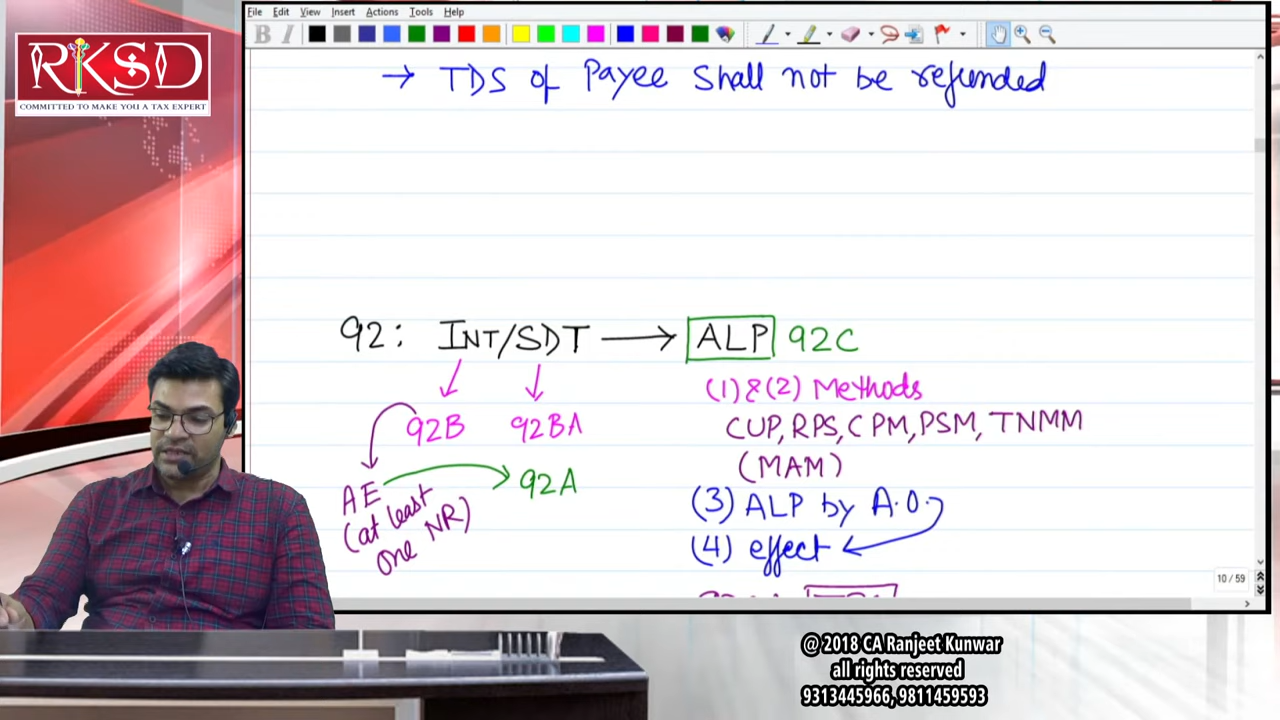 RKSD
COMMITTED TO MAKE YOU A TAX EXPERT
File Edit View Insert Actions Tools Help
B I
→ TDS of Payee Shall not be refunded
92: INT/SDT → ALP 92C
(1) & (2) Methods
92B 92BA
CUP, RPS, CPM, PSM, TNMM
(MAM)
AE → 92A
(at least one NR)
(3) ALP by A.O.
(4) effect
10 / 59
@ 2018 CA Ranjeet Kunwar
all rights reserved
9313445966, 9811459593